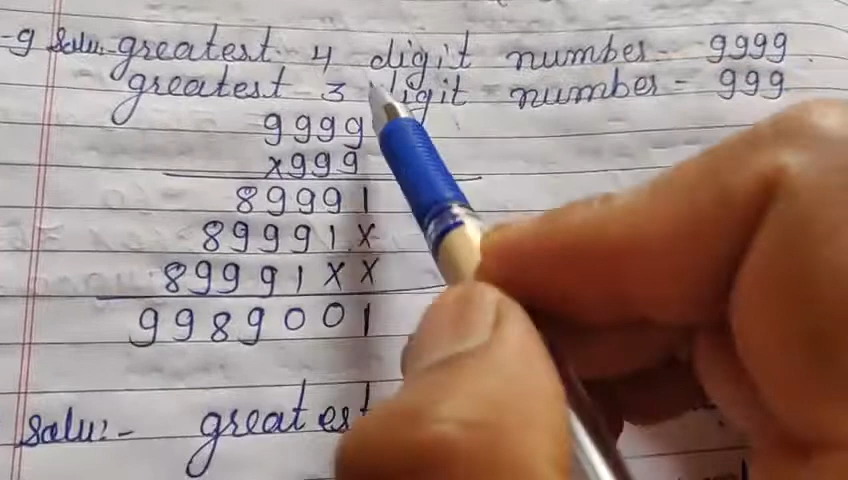 -9 Solu. greatest 4 digit number - 9999
greatest 3 digit number - 999
9999
x999
89991
89991x
89991xx
9989001
Solu:- greatest